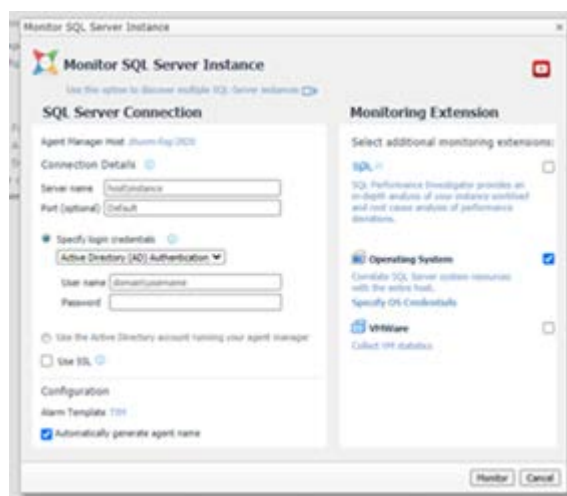 Monitor SQL Server Instance
Monitor SQL Server Instance
Use this option to discover multiple SQL Server instances
SQL Server Connection
Agent Manager Host
Connection Details
Server name host\instance
Port (optional) Default
Specify login credentials
Active Directory (AD) Authentication
User name domain\username
Password
Use the Active Directory account running your agent manager
Use SSL
Configuration
Alarm Template
Automatically generate agent name
Monitoring Extension
Select additional monitoring extensions:
SQL PI
SQL Performance Investigator provides an
in-depth analysis of your instance workload
and root cause analysis of performance
deviations.
Operating System
Correlate SQL Server system resources
with the entire host.
Specify OS Credentials
VMWare
Collect VM statistics
Monitor
Cancel